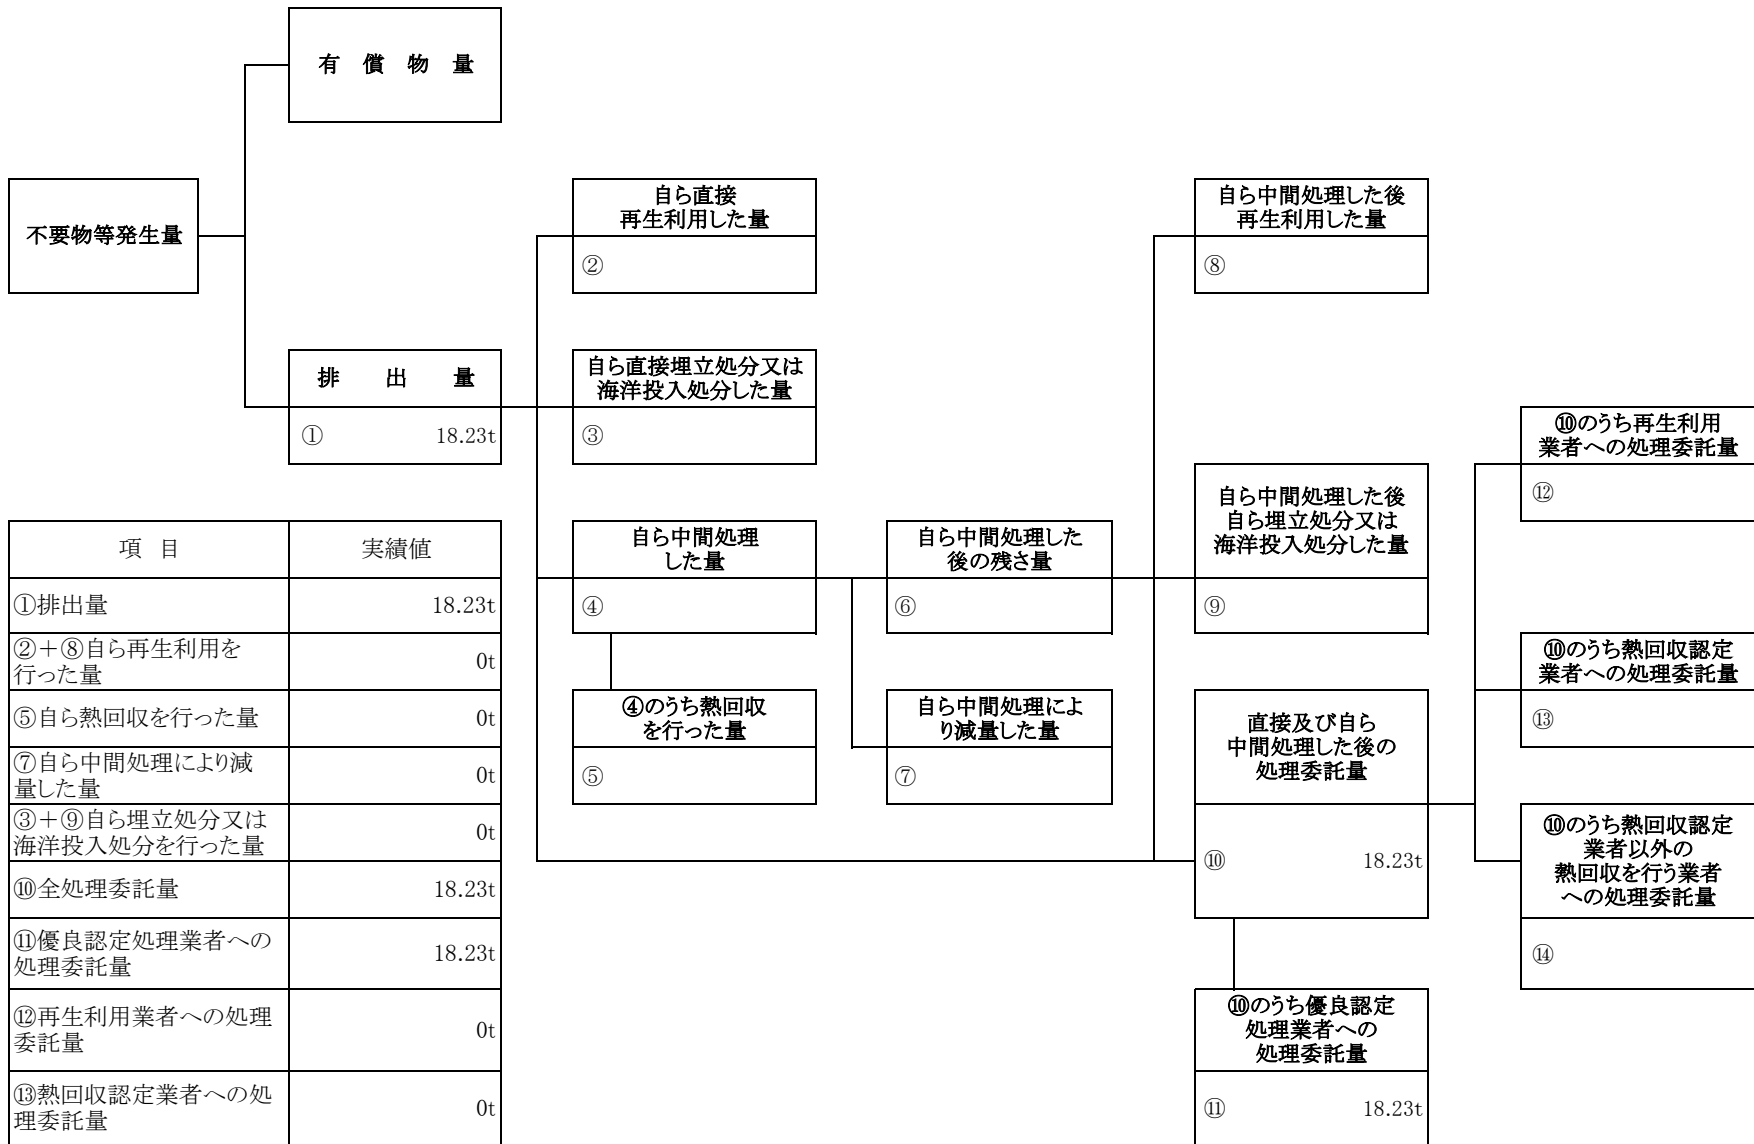 有 償 物 量
不要物等発生量
自ら直接
再生利用した量
②
自ら中間処理した後
再生利用した量
⑧
排 出 量
① 18.23t
自ら直接埋立処分又は
海洋投入処分した量
③
⑩のうち再生利用
業者への処理委託量
⑫
自ら中間処理した後
自ら埋立処分又は
海洋投入処分した量
⑨
自ら中間処理
した量
④
自ら中間処理した
後の残さ量
⑥
⑩のうち熱回収認定
業者への処理委託量
⑬
④のうち熱回収
を行った量
⑤
自ら中間処理によ
り減量した量
⑦
直接及び自ら
中間処理した後の
処理委託量
⑩ 18.23t
⑩のうち熱回収認定
業者以外の
熱回収を行う業者
への処理委託量
⑭
⑩のうち優良認定
処理業者への
処理委託量
⑪ 18.23t
項 目 実績値
①排出量 18.23t
②＋⑧自ら再生利用を
行った量 0t
⑤自ら熱回収を行った量 0t
⑦自ら中間処理により減
量した量 0t
③＋⑨自ら埋立処分又は
海洋投入処分を行った量 0t
⑩全処理委託量 18.23t
⑪優良認定処理業者への
処理委託量 18.23t
⑫再生利用業者への処理
委託量 0t
⑬熱回収認定業者への処
理委託量 0t